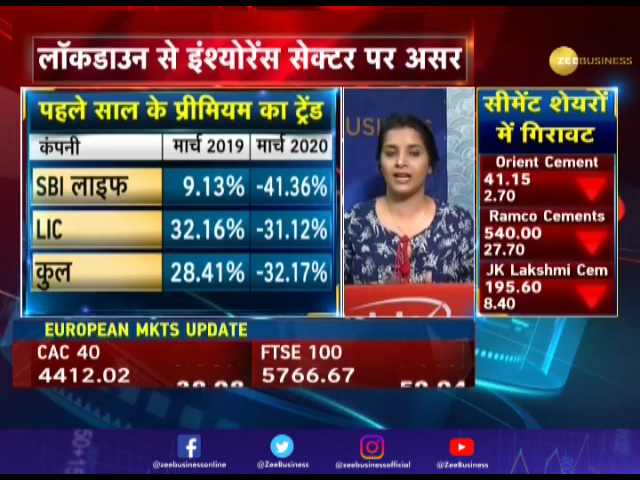 लॉकडाउन से इंश्योरेंस सेक्टर पर असर
ZEEBUSINESS
पहले साल के प्रीमियम का ट्रेंड
कंपनी मार्च 2019 मार्च 2020
SBI लाइफ 9.13% -41.36%
LIC 32.16% -31.12%
कुल 28.41% -32.17%
सीमेंट शेयरों
में गिरावट
Orient Cement
41.15
2.70
Ramco Cements
540.00
27.70
JK Lakshmi Cem
195.60
8.40
EUROPEAN MKTS UPDATE
CAC 40 FTSE 100
4412.02 5766.67
@zeebusinessonline @ZeeBusiness @zeebusinessofficial @ZeeBusiness